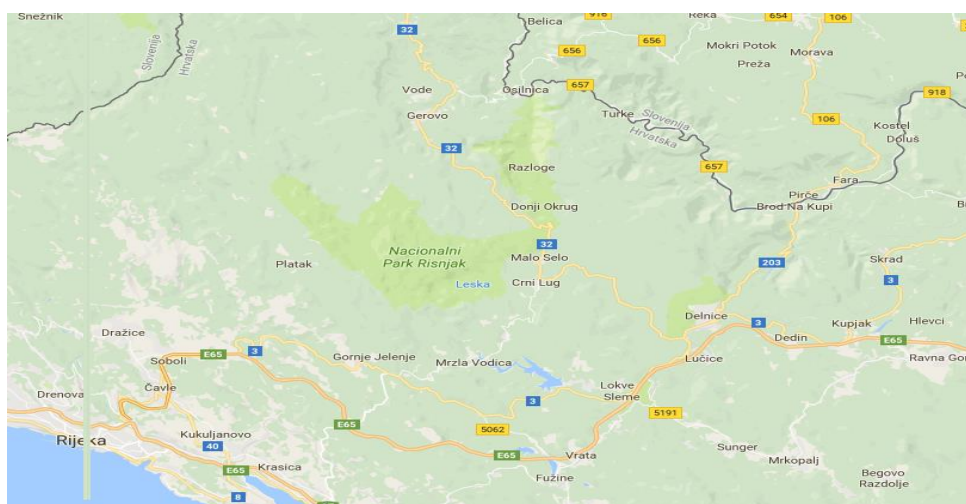 Snežnik
32
Belica
916
Reka
654
106
656
656
Mokri Potok
Morava
Preža
Slovenija
Hrvatska
Vode
Osilnica
657
918
Gerovo
Turke
Slovenija
Hrvatska
106
Kostel
Doluš
32
Razloge
657
Fara
Pirče
Donji Okrug
Brod Na Kupi
32
Nacionalni
Park Risnjak
Platak
Malo Selo
203
Skrad
Leska
Crni Lug
3
Delnice
3
Kupjak
Hlevci
Dražice
Dedin
E65
Soboli
E65
3
Gornje Jelenje
Mrzla Vodica
Lučice
Ravna Gor
Čavle
Lokve
Drenova
3
Sleme
5191
E65
5062
Rijeka
Kukuljanovo
40
Sunger
E65
Vrata
Mrkopalj
Krasica
E65
Fužine
Begovo
Razdolje
8
E65